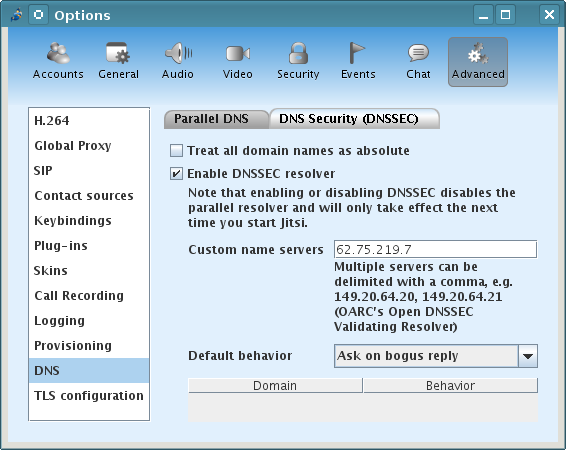 Options
Accounts General Audio Video Security Events Chat Advanced
H.264
Global Proxy
SIP
Contact sources
Keybindings
Plug-ins
Skins
Call Recording
Logging
Provisioning
DNS
TLS configuration
Parallel DNS DNS Security (DNSSEC)
Treat all domain names as absolute
Enable DNSSEC resolver
Note that enabling or disabling DNSSEC disables the
parallel resolver and will only take effect the next
time you start Jitsi.
Custom name servers 62.75.219.7
Multiple servers can be
delimited with a comma, e.g.
149.20.64.20, 149.20.64.21
(OARC's Open DNSSEC
Validating Resolver)
Default behavior Ask on bogus reply
Domain Behavior